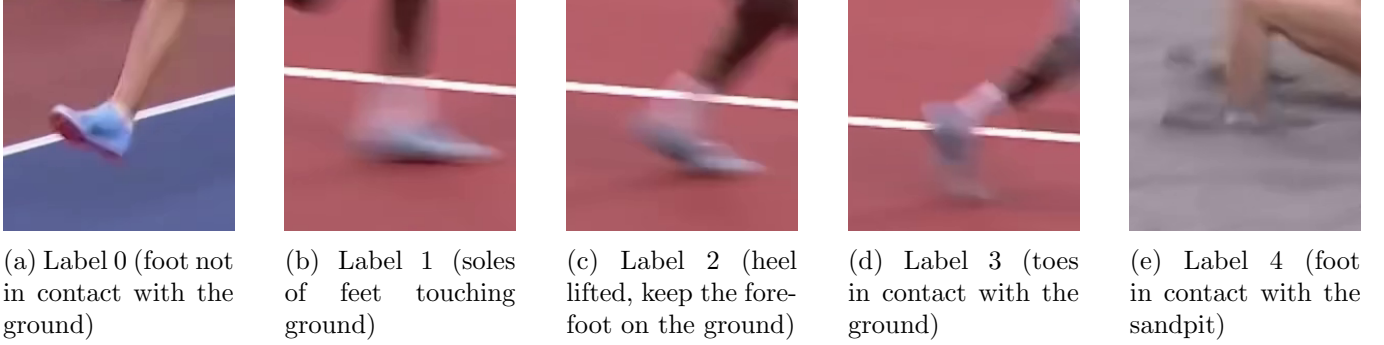 (a) Label 0 (foot not
in contact with the
ground)
(b) Label 1 (soles
of feet touching
ground)
(c) Label 2 (heel
lifted, keep the fore-
foot on the ground)
(d) Label 3 (toes
in contact with the
ground)
(e) Label 4 (foot
in contact with the
sandpit)